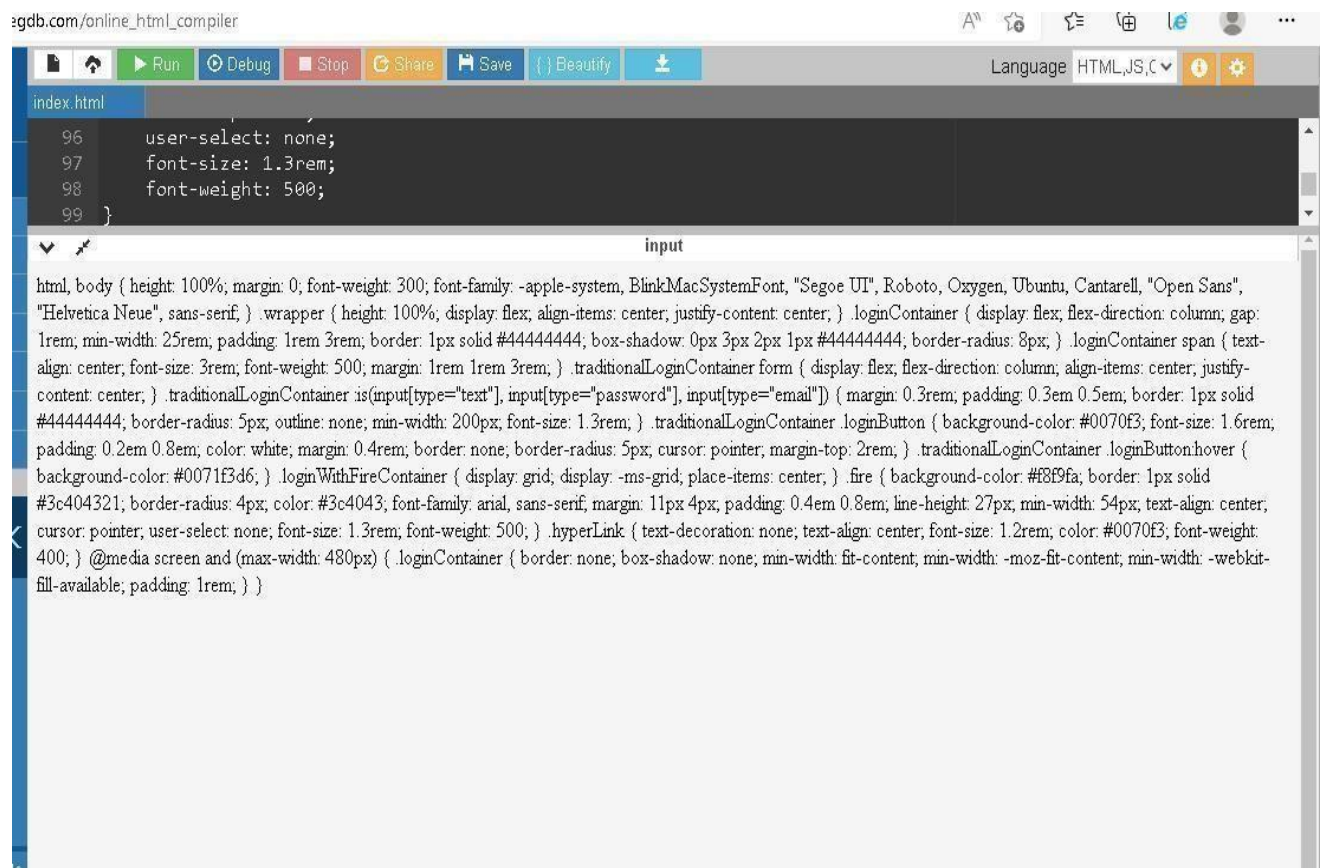 egdb.com/online_html_compiler
Run Debug Stop Share Save { } Beautify Language HTML,JS,C
index.html
96 user-select: none;
97 font-size: 1.3rem;
98 font-weight: 500;
99 }
input
html, body { height: 100%; margin: 0; font-weight: 300; font-family: -apple-system, BlinkMacSystemFont, "Segoe UI", Roboto, Oxygen, Ubuntu, Cantarell, "Open Sans",
"Helvetica Neue", sans-serif; } .wrapper { height: 100%; display: flex; align-items: center; justify-content: center; } .loginContainer { display: flex; flex-direction: column; gap:
1rem; min-width: 25rem; padding: 1rem 3rem; border: 1px solid #44444444; box-shadow: 0px 3px 2px 1px #44444444; border-radius: 8px; } .loginContainer span { text-
align: center; font-size: 3rem; font-weight: 500; margin: 1rem 1rem 3rem; } .traditionalLoginContainer form { display: flex; flex-direction: column; align-items: center; justify-
content: center; } .traditionalLoginContainer :is(input[type="text"], input[type="password"], input[type="email"]) { margin: 0.3rem; padding: 0.3em 0.5em; border: 1px solid
#44444444; border-radius: 5px; outline: none; min-width: 200px; font-size: 1.3rem; } .traditionalLoginContainer .loginButton { background-color: #0070f3; font-size: 1.6rem;
padding: 0.2em 0.8em; color: white; margin: 0.4rem; border: none; border-radius: 5px; cursor: pointer; margin-top: 2rem; } .traditionalLoginContainer .loginButton:hover {
background-color: #0071f3d6; } .loginWithFireContainer { display: grid; display: -ms-grid; place-items: center; } .fire { background-color: #f8f9fa; border: 1px solid
#3c404321; border-radius: 4px; color: #3c4043; font-family: arial, sans-serif; margin: 11px 4px; padding: 0.4em 0.8em; line-height: 27px; min-width: 54px; text-align: center;
cursor: pointer; user-select: none; font-size: 1.3rem; font-weight: 500; } .hyperLink { text-decoration: none; text-align: center; font-size: 1.2rem; color: #0070f3; font-weight:
400; } @media screen and (max-width: 480px) { .loginContainer { border: none; box-shadow: none; min-width: fit-content; min-width: -moz-fit-content; min-width: -webkit-
fill-available; padding: 1rem; } }